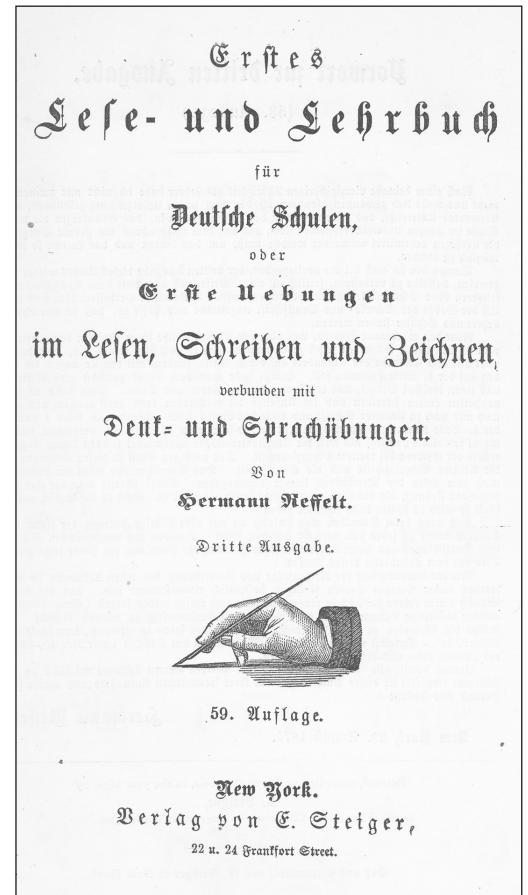 Erstes
Lese- und Lehrbuch
für
Deutsche Schulen,
oder
Erste Uebungen
im Lesen, Schreiben und Zeichnen,
verbunden mit
Denk- und Sprachübungen.
Von
Hermann Reffelt.
Dritte Ausgabe.
59. Auflage.
New York.
Verlag von E. Steiger,
22 u. 24 Frankfort Street.